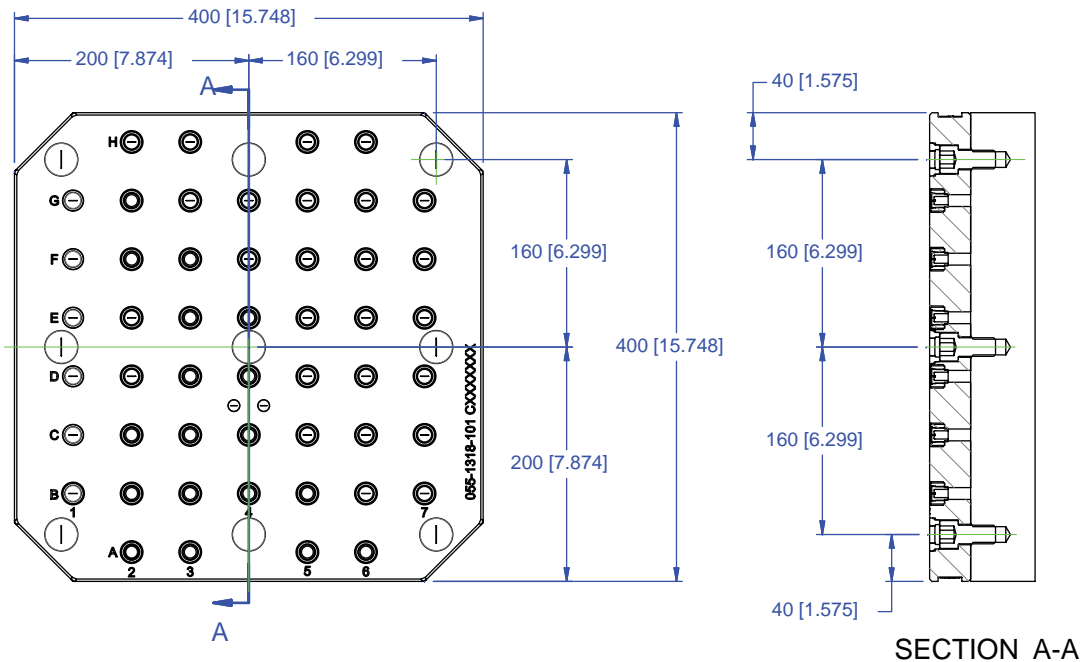 400 [15.748]
200 [7.874]
160 [6.299]
A
40 [1.575]
H
G
F
E
D
C
B
A
1
4
7
2
3
5
6
160 [6.299]
400 [15.748]
200 [7.874]
055-1318-101 CXXXXXXX
160 [6.299]
160 [6.299]
40 [1.575]
A
SECTION A-A